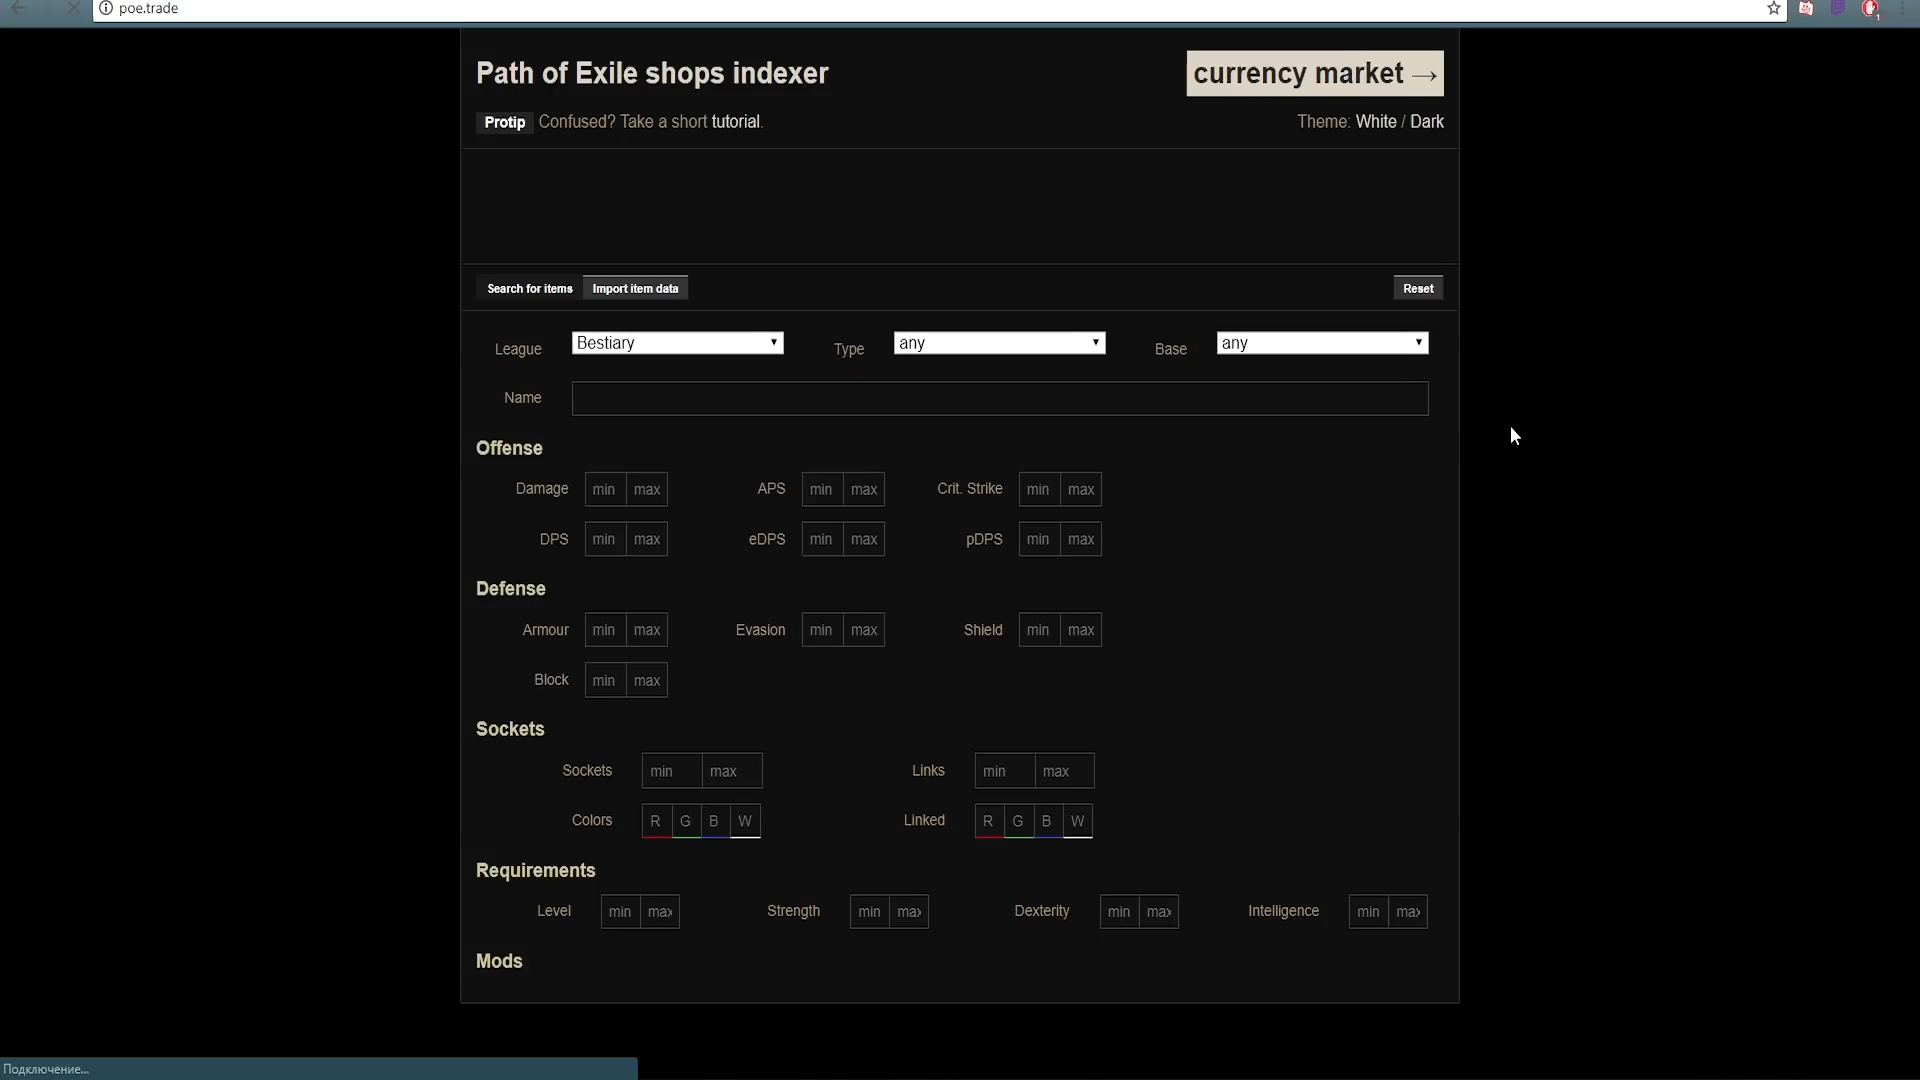 poe.trade
1
Path of Exile shops indexer
currency market →
Protip Confused? Take a short tutorial.
Theme: White / Dark
Search for items Import item data Reset
League Bestiary Type any Base any
Name
Offense
Damage min max APS min max Crit. Strike min max
DPS min max eDPS min max pDPS min max
Defense
Armour min max Evasion min max Shield min max
Block min max
Sockets
Sockets min max Links min max
Colors R G B W Linked R G B W
Requirements
Level min max Strength min max Dexterity min max Intelligence min max
Mods
Подключение...